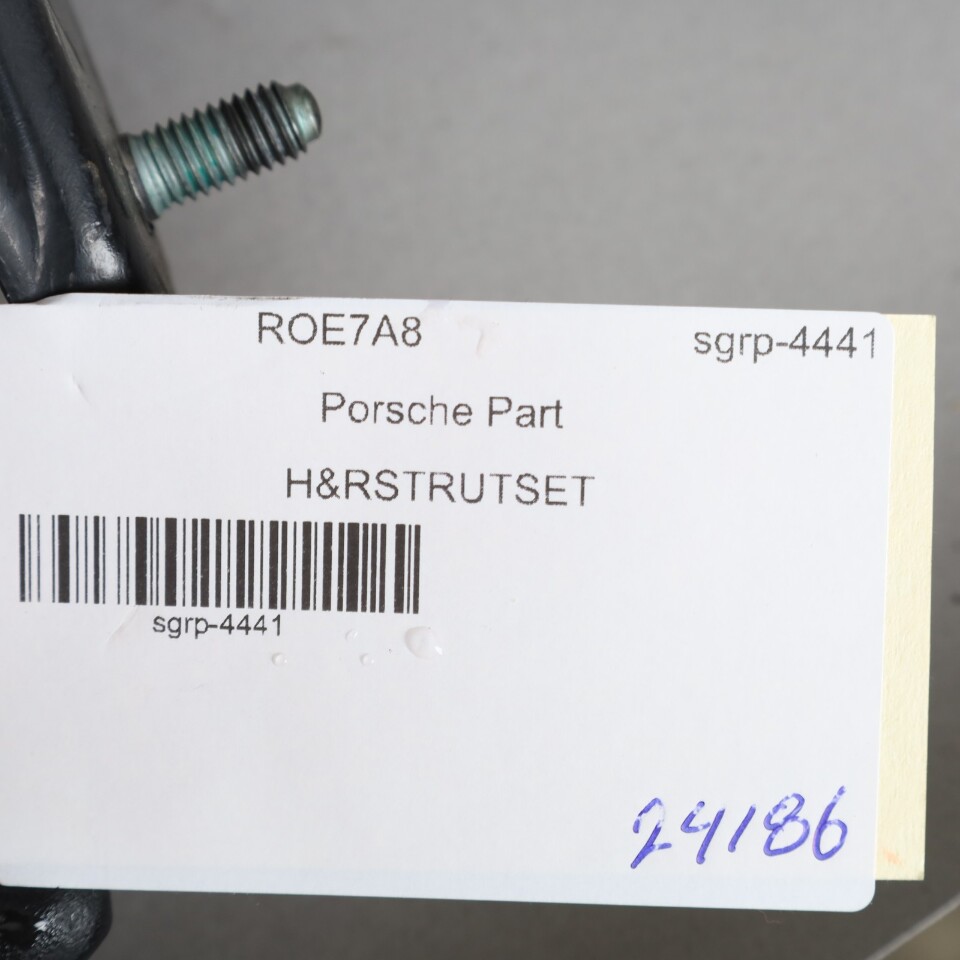 ROE7A8 sgrp-4441
Porsche Part
H&RSTRUTSET
sgrp-4441
24186